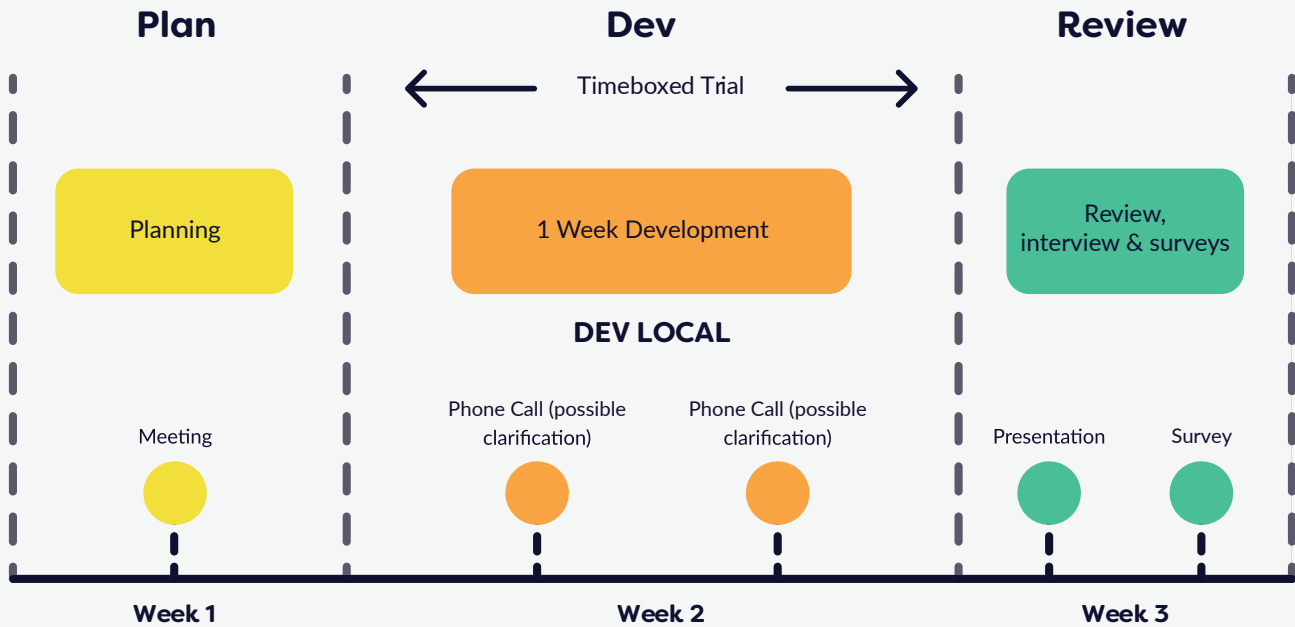 Plan
Dev
Review
Timeboxed Trial
Planning
1 Week Development
Review,
interview & surveys
DEV LOCAL
Meeting
Phone Call (possible
clarification)
Phone Call (possible
clarification)
Presentation
Survey
Week 1
Week 2
Week 3